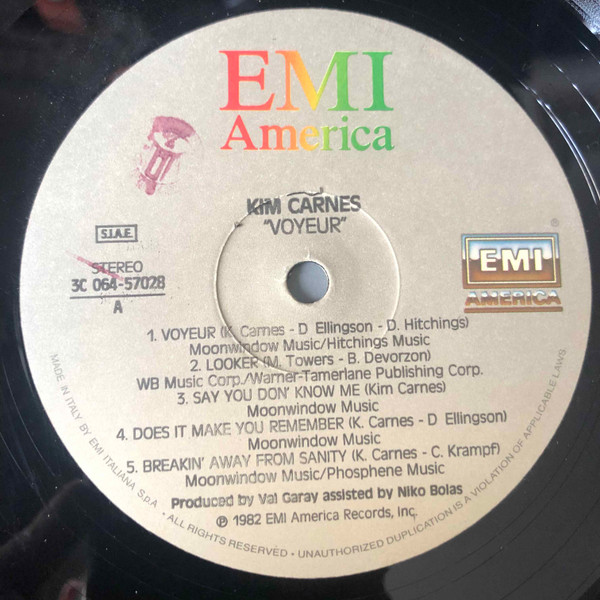 EMI
America
KIM CARNES
"VOYEUR"
S.I.A.E.
STEREO
3C 064-57028
A
EMI
AMERICA
®
1. VOYEUR (K. Carnes - D Ellingson - D. Hitchings)
Moonwindow Music/Hitchings Music
2. LOOKER (M. Towers - B. Devorzon)
WB Music Corp./Warner-Tamerlane Publishing Corp.
3. SAY YOU DON' KNOW ME (Kim Carnes)
Moonwindow Music
4. DOES IT MAKE YOU REMEMBER (K. Carnes - D Ellingson)
Moonwindow Music
5. BREAKIN' AWAY FROM SANITY (K. Carnes - C. Krampf)
Moonwindow Music/Phosphene Music
Produced by Val Garay assisted by Niko Bolas
℗ 1982 EMI America Records, Inc.
MADE IN ITALY BY EMI ITALIANA S.p.A. • ALL RIGHTS RESERVED • UNAUTHORIZED DUPLICATION IS A VIOLATION OF APPLICABLE LAWS